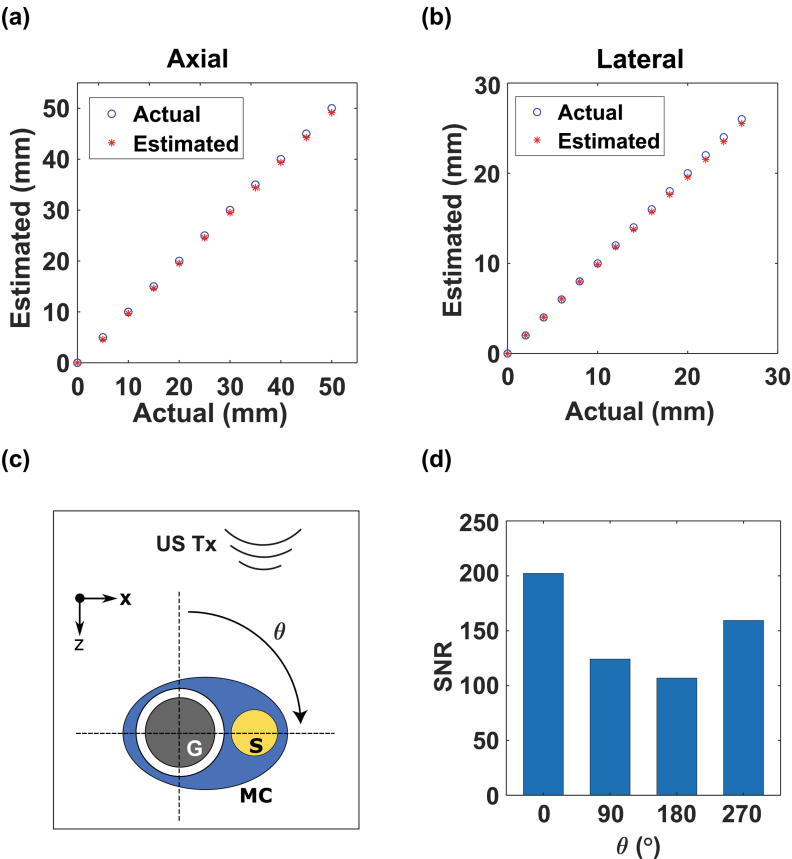 (a)
Axial
Estimated (mm)
50
40
30
20
10
0
Actual
Estimated
0 10 20 30 40 50
Actual (mm)
(b)
Lateral
Estimated (mm)
30
20
10
0
Actual
Estimated
0 10 20 30
Actual (mm)
(c)
US Tx
x
z
θ
G
S
MC
(d)
SNR
250
200
150
100
50
0
0 90 180 270
θ (°)